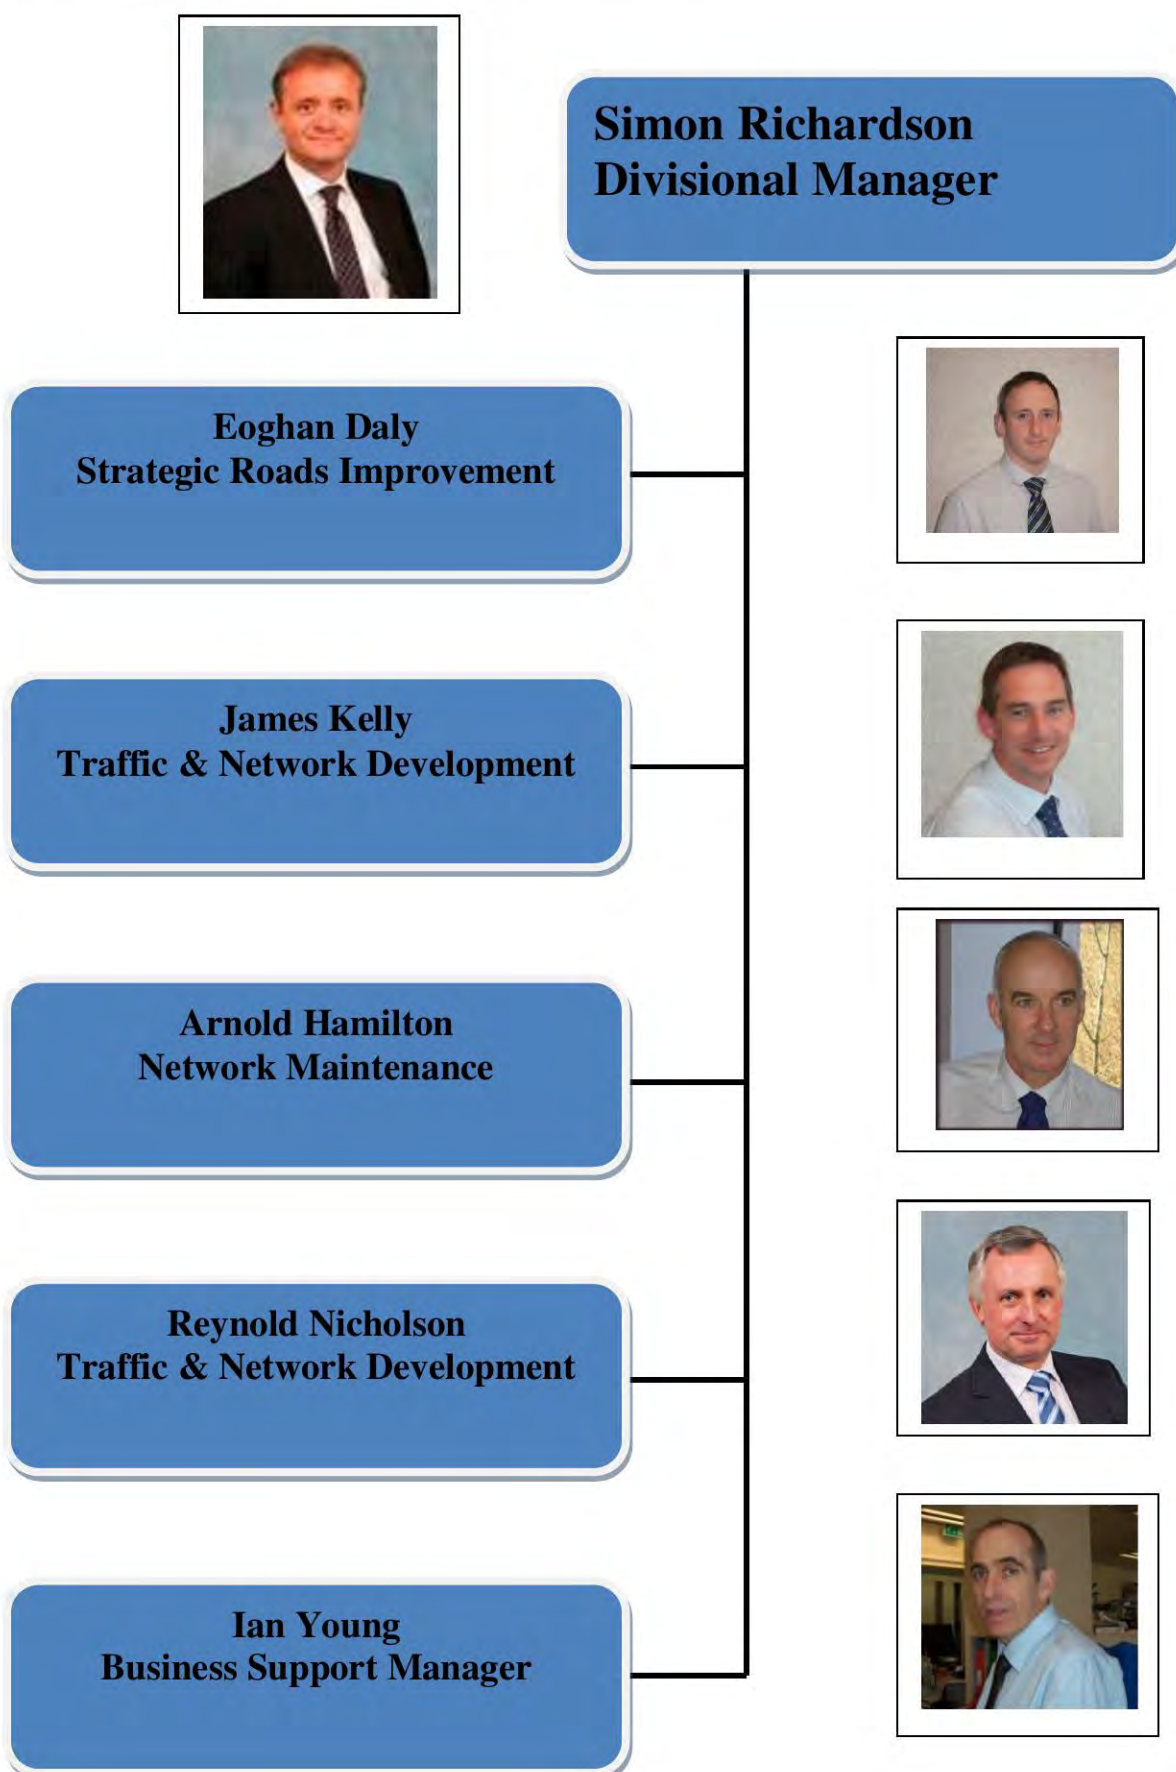 Simon Richardson
Divisional Manager
Eoghan Daly
Strategic Roads Improvement
James Kelly
Traffic & Network Development
Arnold Hamilton
Network Maintenance
Reynold Nicholson
Traffic & Network Development
Ian Young
Business Support Manager